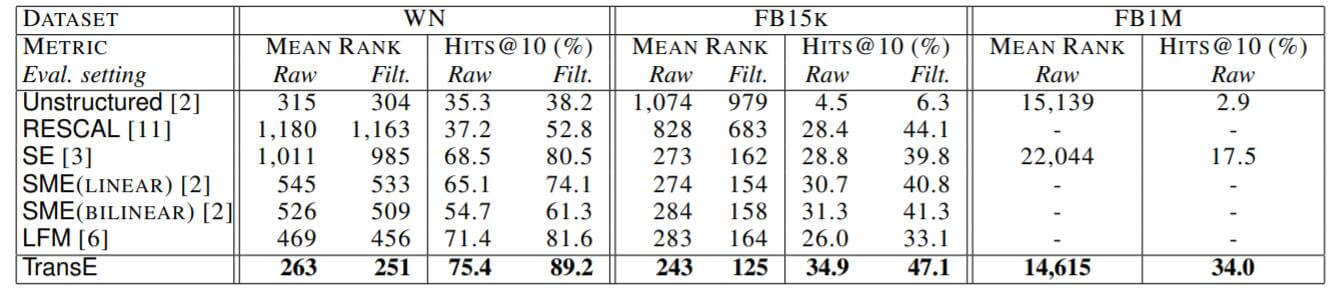 DATASET WN FB15K FB1M
METRIC MEAN RANK HITS@10 (%) MEAN RANK HITS@10 (%) MEAN RANK HITS@10 (%)
Eval. setting Raw Filt. Raw Filt. Raw Filt. Raw Filt. Raw Raw
Unstructured [2] 315 304 35.3 38.2 1,074 979 4.5 6.3 15,139 2.9
RESCAL [11] 1,180 1,163 37.2 52.8 828 683 28.4 44.1 - -
SE [3] 1,011 985 68.5 80.5 273 162 28.8 39.8 22,044 17.5
SME(LINEAR) [2] 545 533 65.1 74.1 274 154 30.7 40.8 - -
SME(BILINEAR) [2] 526 509 54.7 61.3 284 158 31.3 41.3 - -
LFM [6] 469 456 71.4 81.6 283 164 26.0 33.1 - -
TransE 263 251 75.4 89.2 243 125 34.9 47.1 14,615 34.0